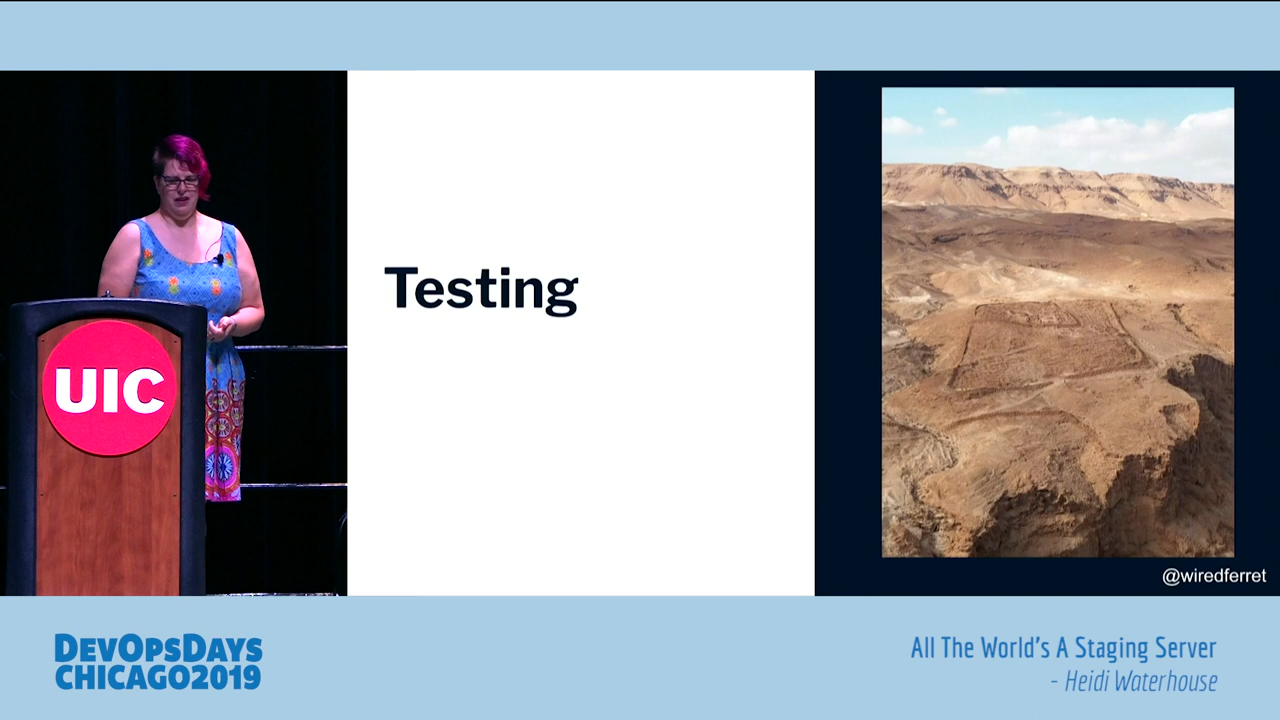 Testing
UIC
@wiredferret
DEVOPSDAYS
CHICAGO2019
All The World's A Staging Server
- Heidi Waterhouse